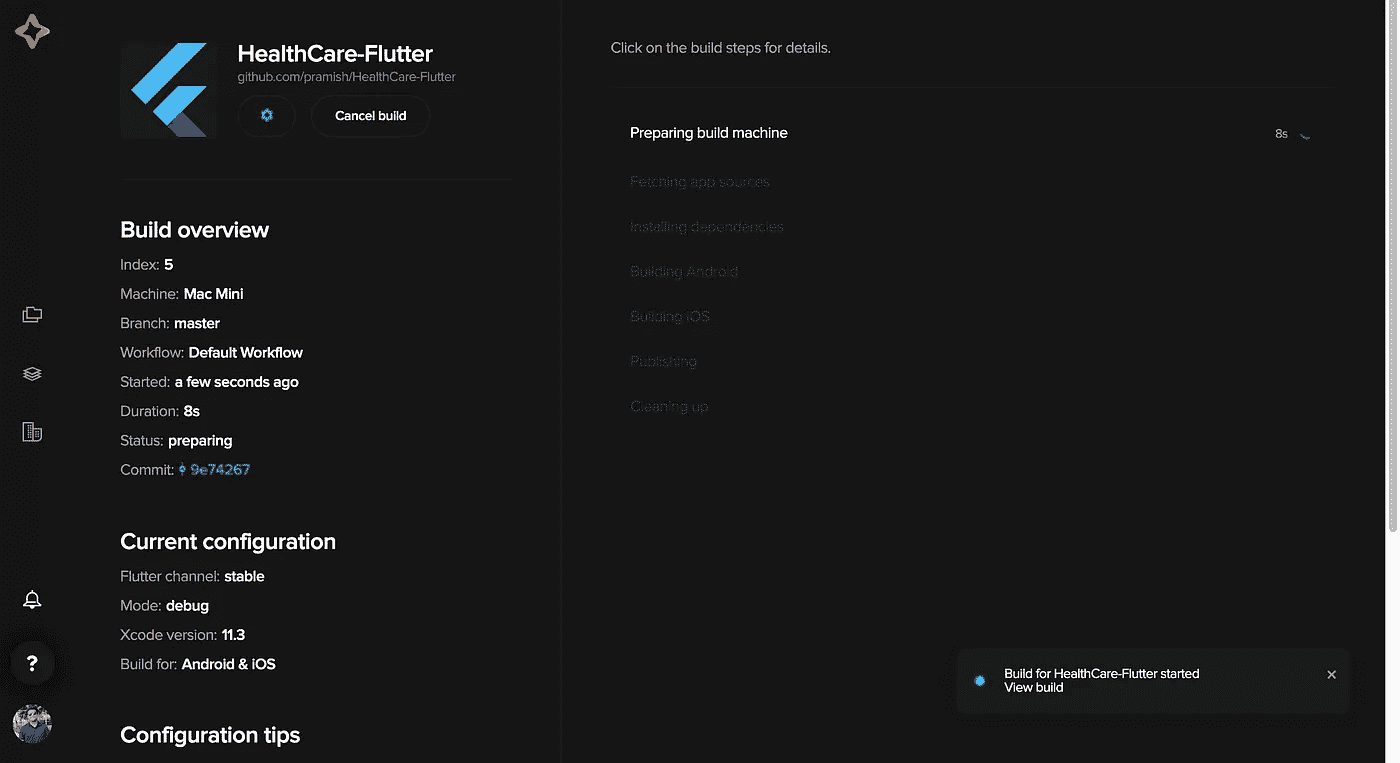 HealthCare-Flutter
github.com/pramish/HealthCare-Flutter
Cancel build
Build overview
Index: 5
Machine: Mac Mini
Branch: master
Workflow: Default Workflow
Started: a few seconds ago
Duration: 8s
Status: preparing
Commit: 9e74267
Current configuration
Flutter channel: stable
Mode: debug
Xcode version: 11.3
Build for: Android & iOS
Configuration tips
?
Click on the build steps for details.
Preparing build machine 8s
Fetching app sources
Installing dependencies
Building Android
Building iOS
Publishing
Cleaning up
Build for HealthCare-Flutter started
View build